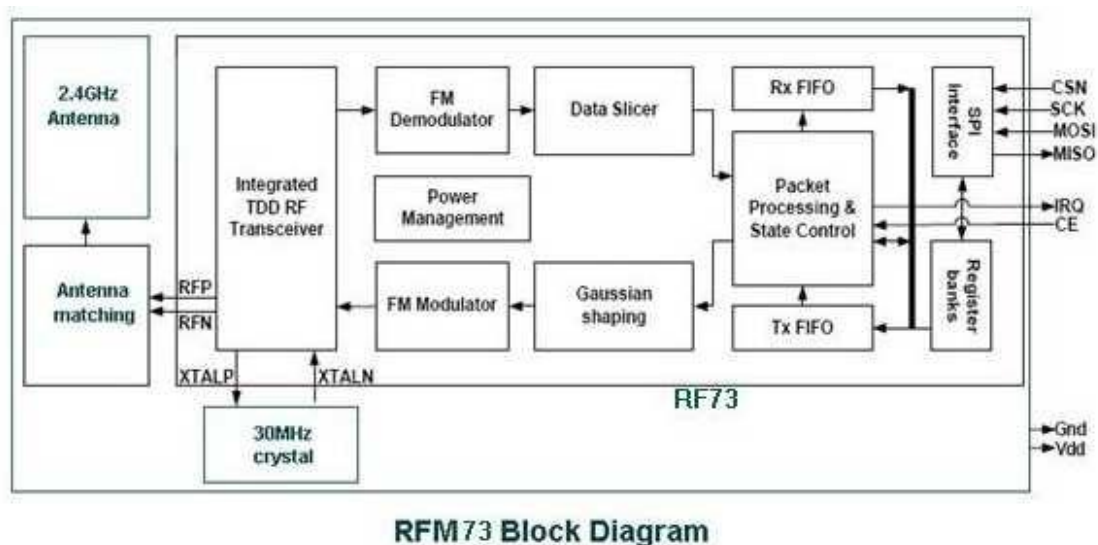 2.4GHz
Antenna
Antenna
matching
RFP
RFN
XTALP
XTALN
30MHz
crystal
Integrated
TDD RF
Transceiver
FM
Demodulator
Data Slicer
Power
Management
FM Modulator
Gaussian
shaping
Rx FIFO
Packet
Processing &
State Control
Tx FIFO
SPI
Interface
Register
banks
CSN
SCK
MOSI
MISO
IRQ
CE
RF73
Gnd
Vdd
RFM73 Block Diagram